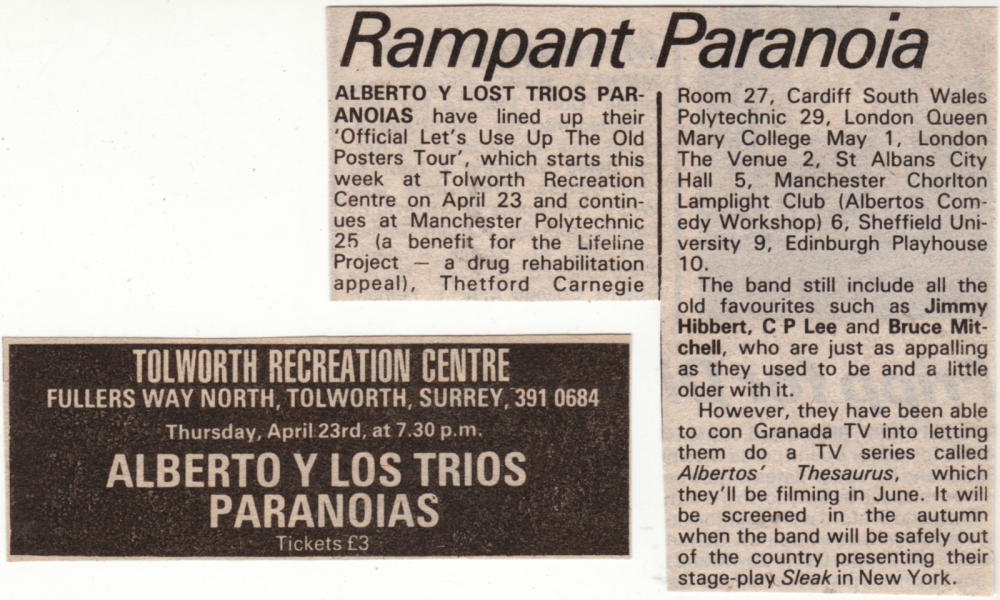 Rampant Paranoia
ALBERTO Y LOST TRIOS PAR-
ANOIAS have lined up their
'Official Let's Use Up The Old
Posters Tour', which starts this
week at Tolworth Recreation
Centre on April 23 and contin-
ues at Manchester Polytechnic
25 (a benefit for the Lifeline
Project — a drug rehabilitation
appeal), Thetford Carnegie
Room 27, Cardiff South Wales
Polytechnic 29, London Queen
Mary College May 1, London
The Venue 2, St Albans City
Hall 5, Manchester Chorlton
Lamplight Club (Albertos Com-
edy Workshop) 6, Sheffield Uni-
versity 9, Edinburgh Playhouse
10.
The band still include all the
old favourites such as Jimmy
Hibbert, C P Lee and Bruce Mit-
chell, who are just as appalling
as they used to be and a little
older with it.
However, they have been able
to con Granada TV into letting
them do a TV series called
Albertos' Thesaurus, which
they'll be filming in June. It will
be screened in the autumn
when the band will be safely out
of the country presenting their
stage-play Sleak in New York.
TOLWORTH RECREATION CENTRE
FULLERS WAY NORTH, TOLWORTH, SURREY, 391 0684
Thursday, April 23rd, at 7.30 p.m.
ALBERTO Y LOS TRIOS
PARANOIAS
Tickets £3